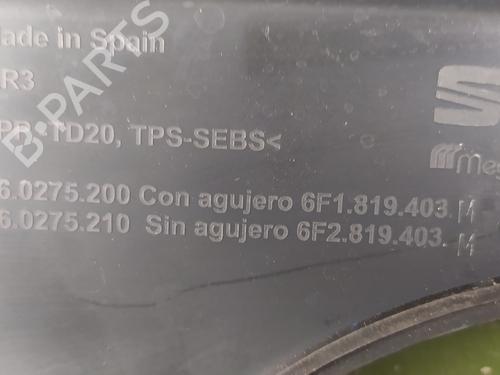 Made in Spain
R3
PP-TD20, TPS-SEBS<
6.0275.200 Con agujero 6F1.819.403. M
6.0275.210 Sin agujero 6F2.819.403. M
B-PARTS